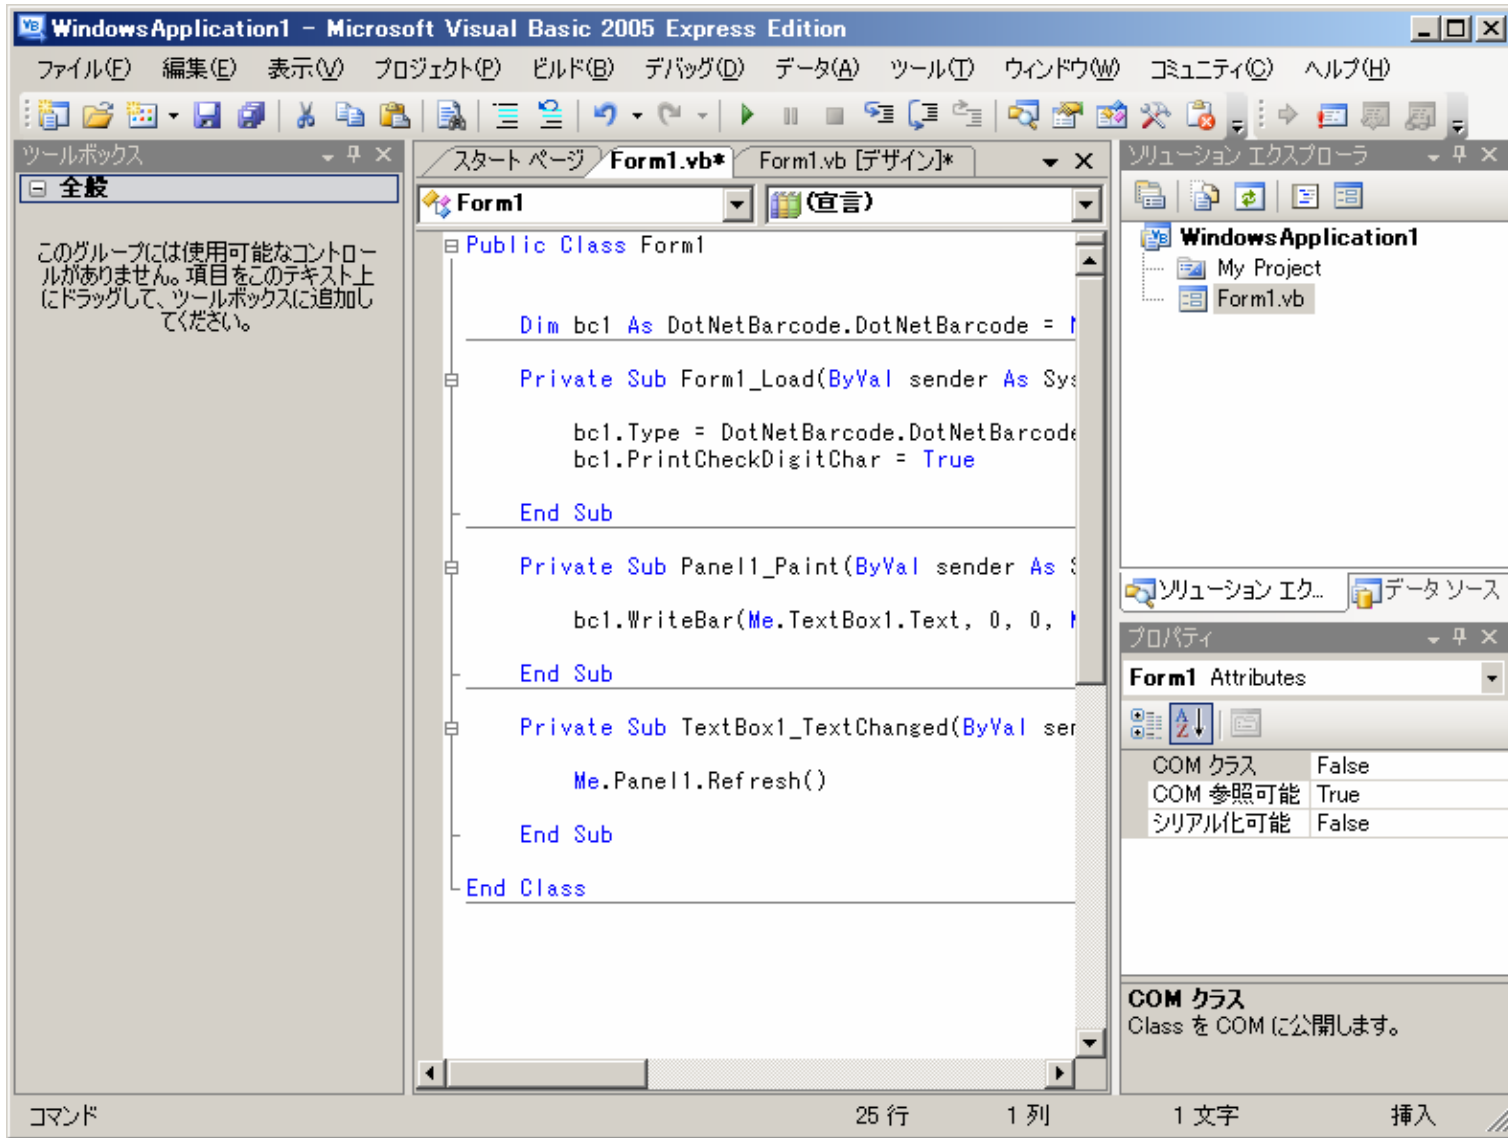 WindowsApplication1 - Microsoft Visual Basic 2005 Express Edition
ファイル(F) 編集(E) 表示(V) プロジェクト(P) ビルド(B) デバッグ(D) データ(A) ツール(T) ウィンドウ(W) コミュニティ(C) ヘルプ(H)
ツールボックス
全般
このグループには使用可能なコントロー
ルがありません。項目をこのテキスト上
にドラッグして、ツールボックスに追加し
てください。
スタート ページ Form1.vb* Form1.vb [デザイン]*
Form1 (宣言)
Public Class Form1
Dim bc1 As DotNetBarcode.DotNetBarcode =
Private Sub Form1_Load(ByVal sender As Sys
bc1.Type = DotNetBarcode.DotNetBarcode
bc1.PrintCheckDigitChar = True
End Sub
Private Sub Panel1_Paint(ByVal sender As S
bc1.WriteBar(Me.TextBox1.Text, 0, 0,
End Sub
Private Sub TextBox1_TextChanged(ByVal sen
Me.Panel1.Refresh()
End Sub
End Class
ソリューション エクスプローラ
WindowsApplication1
My Project
Form1.vb
ソリューション エク... データ ソース
プロパティ
Form1 Attributes
COM クラス False
COM 参照可能 True
シリアル化可能 False
COM クラス
Class を COM に公開します。
コマンド 25 行 1 列 1 文字 挿入